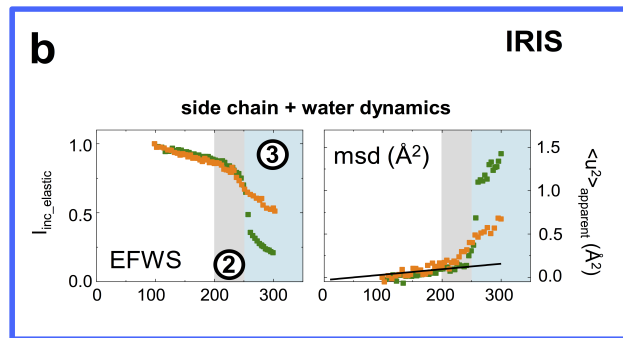 b
IRIS
side chain + water dynamics
1.0
0.5
0.0
I inc_elastic
EFWS
②
③
0 100 200 300
msd (Å²)
1.5
1.0
0.5
0.0
<u²> apparent (Å²)
0 100 200 300